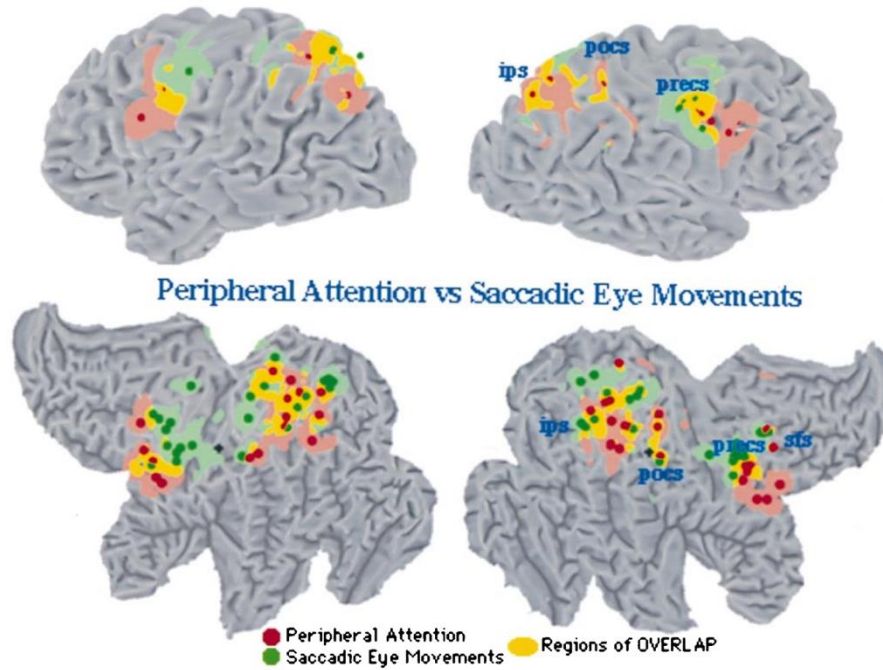 pocs
ips
precs
Peripheral Attention vs Saccadic Eye Movements
ips
precs
sfs
pocs
Peripheral Attention
Saccadic Eye Movements
Regions of OVERLAP